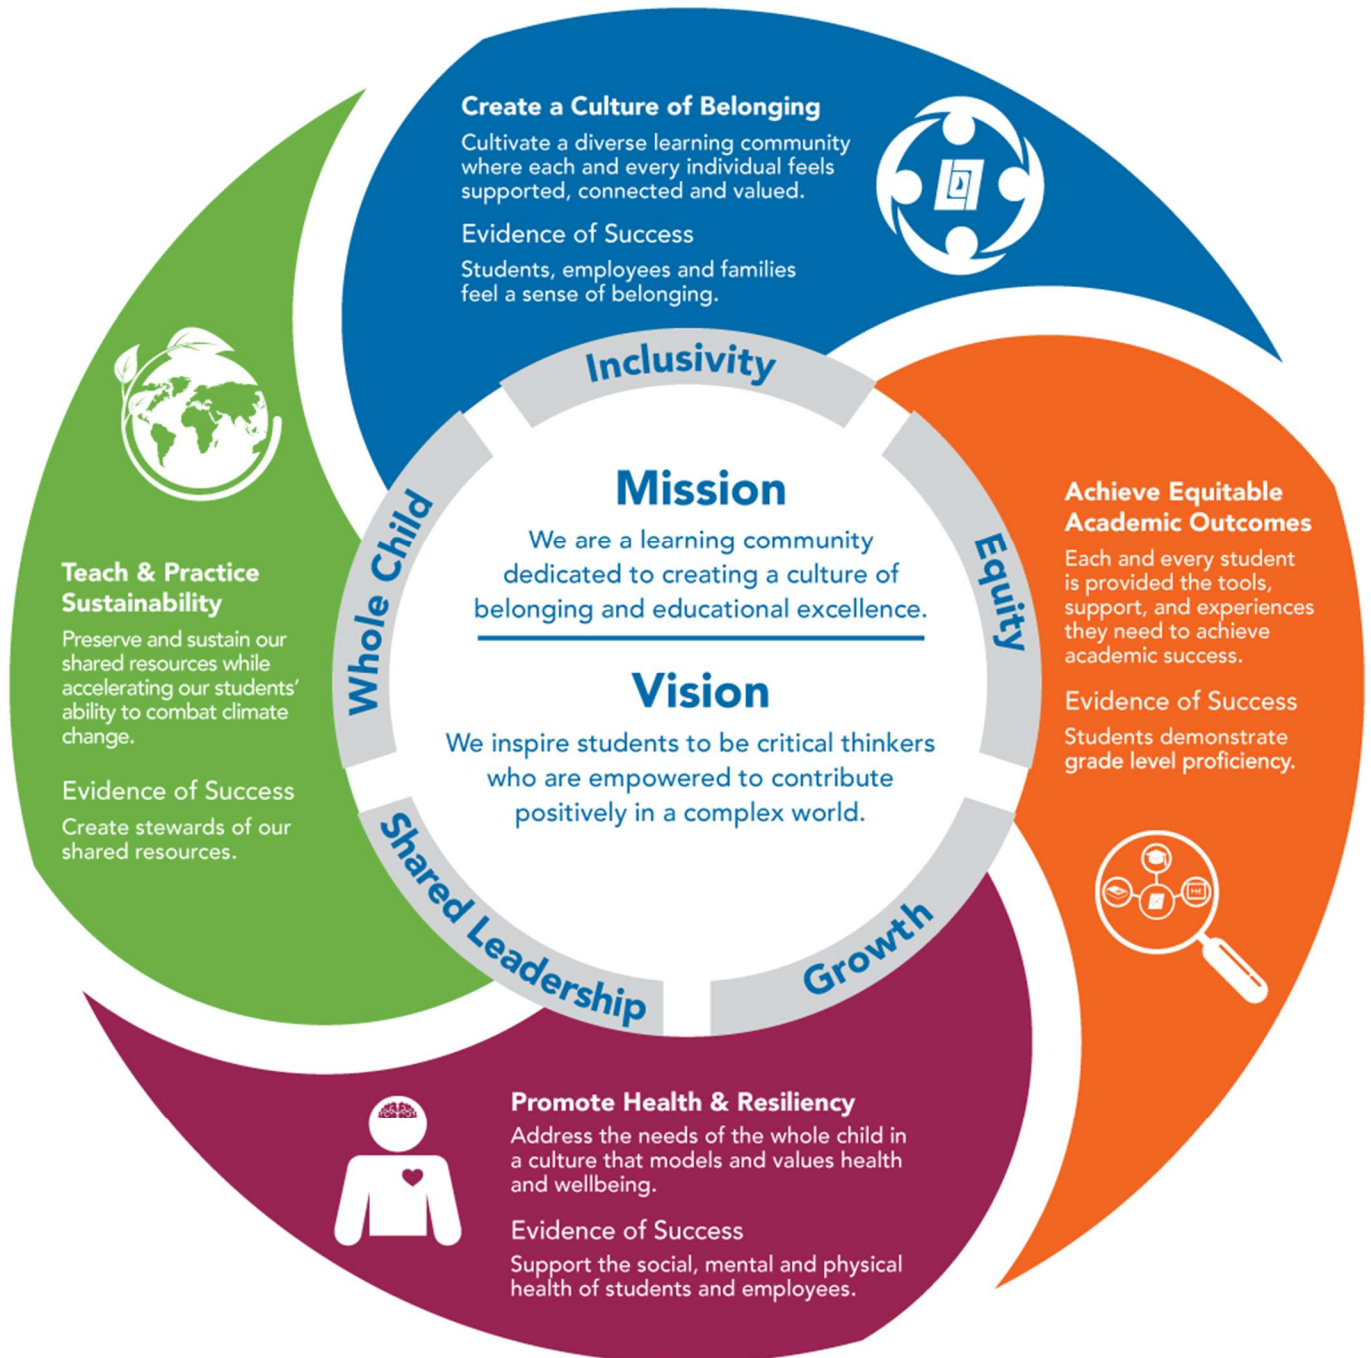 Create a Culture of Belonging
Cultivate a diverse learning community
where each and every individual feels
supported, connected and valued.
Evidence of Success
Students, employees and families
feel a sense of belonging.
Inclusivity
Whole Child
Equity
Shared Leadership
Growth
Mission
We are a learning community
dedicated to creating a culture of
belonging and educational excellence.
Vision
We inspire students to be critical thinkers
who are empowered to contribute
positively in a complex world.
Achieve Equitable
Academic Outcomes
Each and every student
is provided the tools,
support, and experiences
they need to achieve
academic success.
Evidence of Success
Students demonstrate
grade level proficiency.
Teach & Practice
Sustainability
Preserve and sustain our
shared resources while
accelerating our students’
ability to combat climate
change.
Evidence of Success
Create stewards of our
shared resources.
Promote Health & Resiliency
Address the needs of the whole child in
a culture that models and values health
and wellbeing.
Evidence of Success
Support the social, mental and physical
health of students and employees.